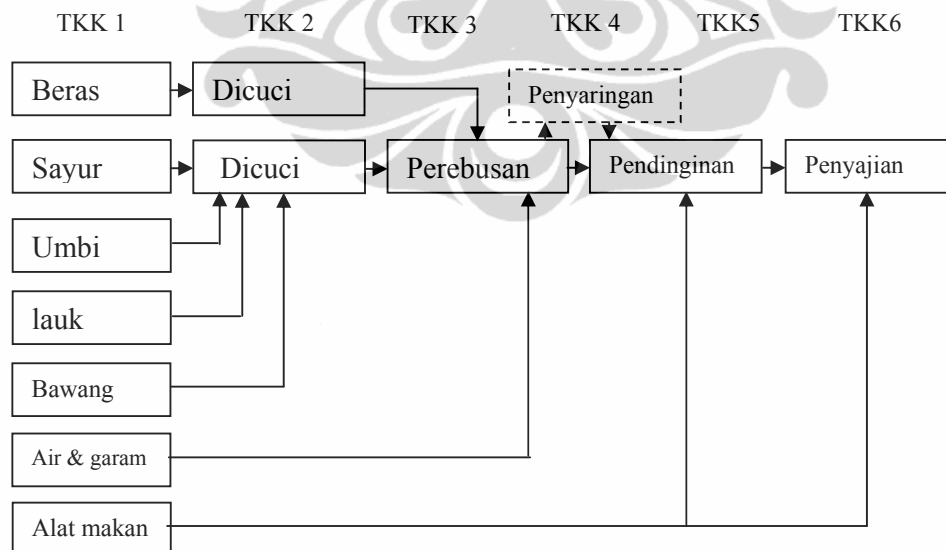 TKK 1 TKK 2 TKK 3 TKK 4 TKK5 TKK6
Beras Dicuci Penyaringan
Sayur Dicuci Perebusan Pendinginan Penyajian
Umbi
lauk
Bawang
Air & garam
Alat makan